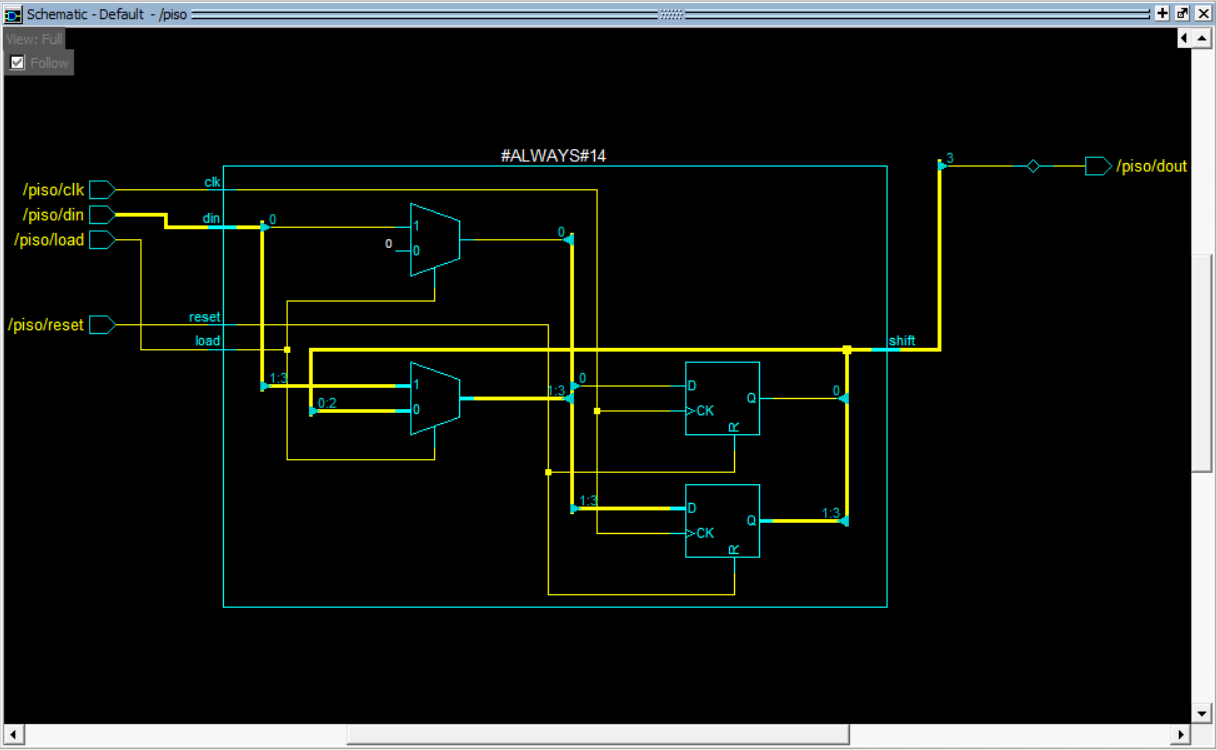 Schematic - Default - /piso
View: Full
Follow
#ALWAYS#14
3
/piso/dout
/piso/clk
clk
/piso/din
din
0
1
0
/piso/load
0
0
/piso/reset
reset
load
shift
1:3
1
1:3
0
D
Q
0
0:2
0
CK
R
1:3
D
Q
1:3
CK
R